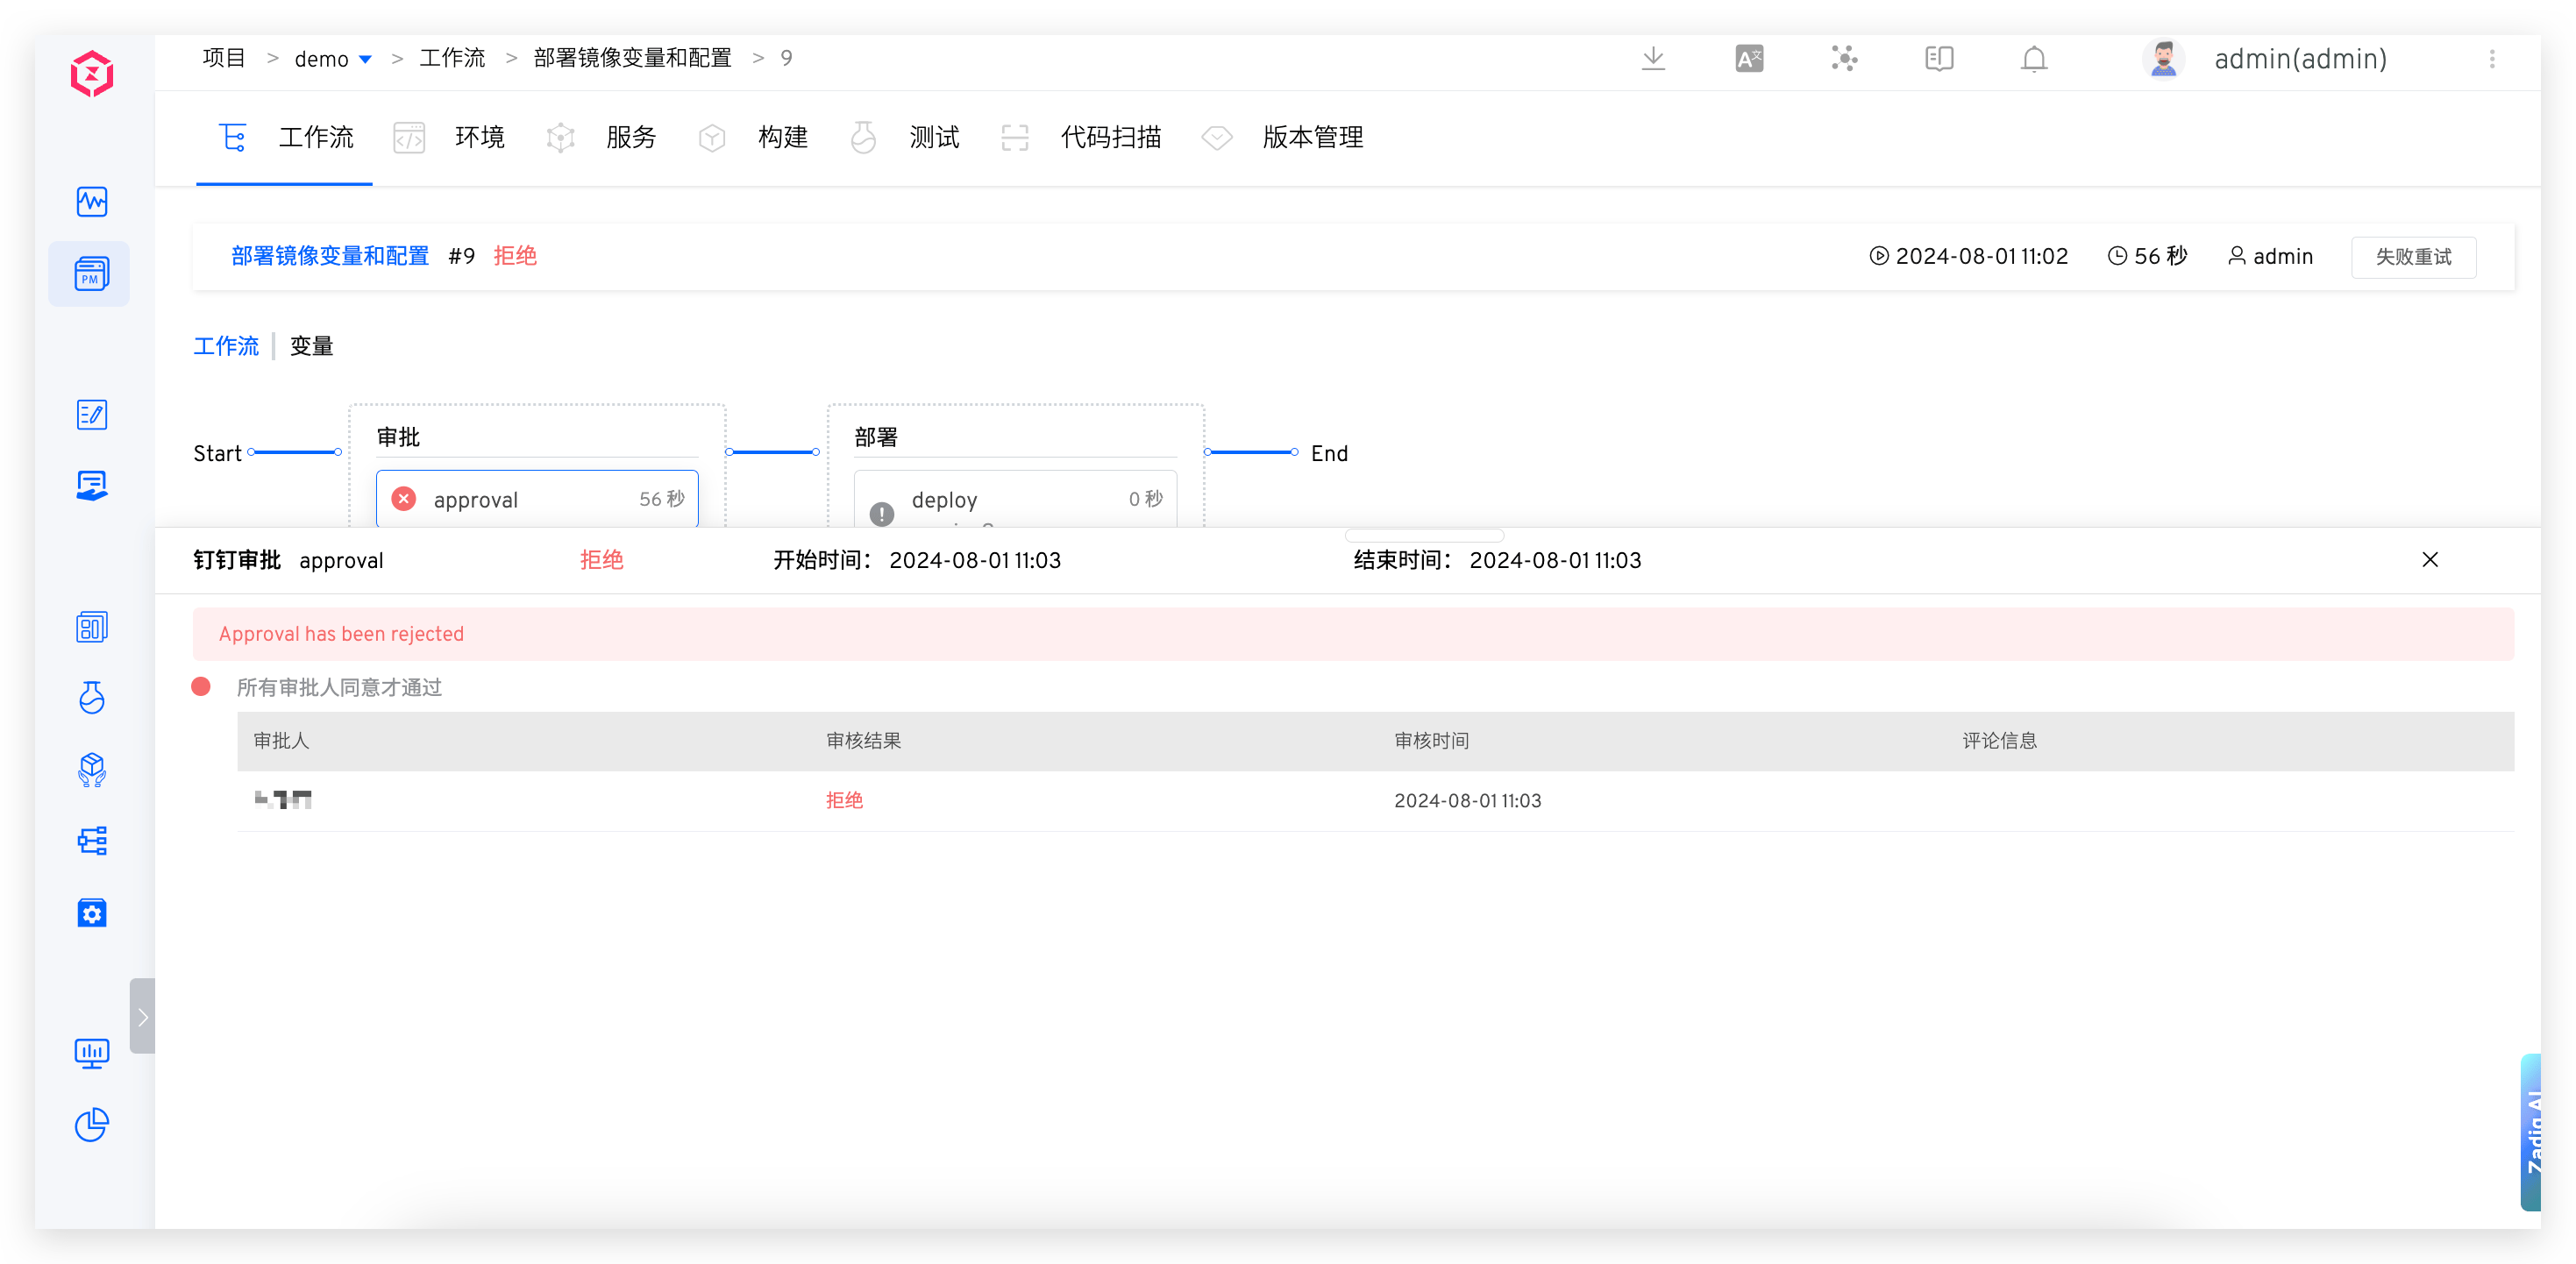 项目 > demo > 工作流 > 部署镜像变量和配置 > 9
admin(admin)
工作流 环境 服务 构建 测试 代码扫描 版本管理
PM
部署镜像变量和配置 #9 拒绝 2024-08-01 11:02 56 秒 admin 失败重试
工作流 变量
审批 部署
Start End
approval 56 秒 deploy 0 秒
钉钉审批 approval 拒绝 开始时间： 2024-08-01 11:03 结束时间： 2024-08-01 11:03
Approval has been rejected
所有审批人同意才通过
审批人 审核结果 审核时间 评论信息
拒绝 2024-08-01 11:03
Zadig AI